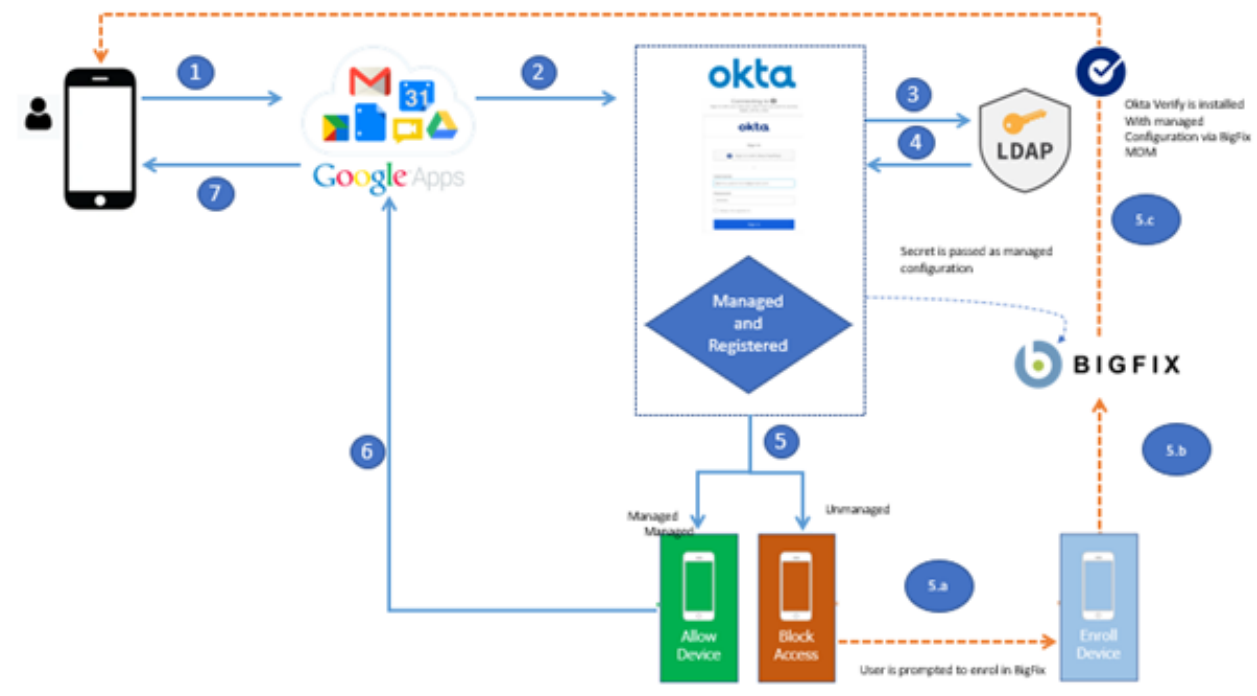 1
2
3
4
5
6
7
31
Google Apps
okta
okta
LDAP
Okta Verify is installed
With managed
Configuration via BigFix
MDM
5.c
Secret is passed as managed
configuration
Managed
and
Registered
BIGFIX
5.b
Managed
Managed
Unmanaged
5.a
Allow
Device
Block
Access
Enroll
Device
User is prompted to enrol in BigFix